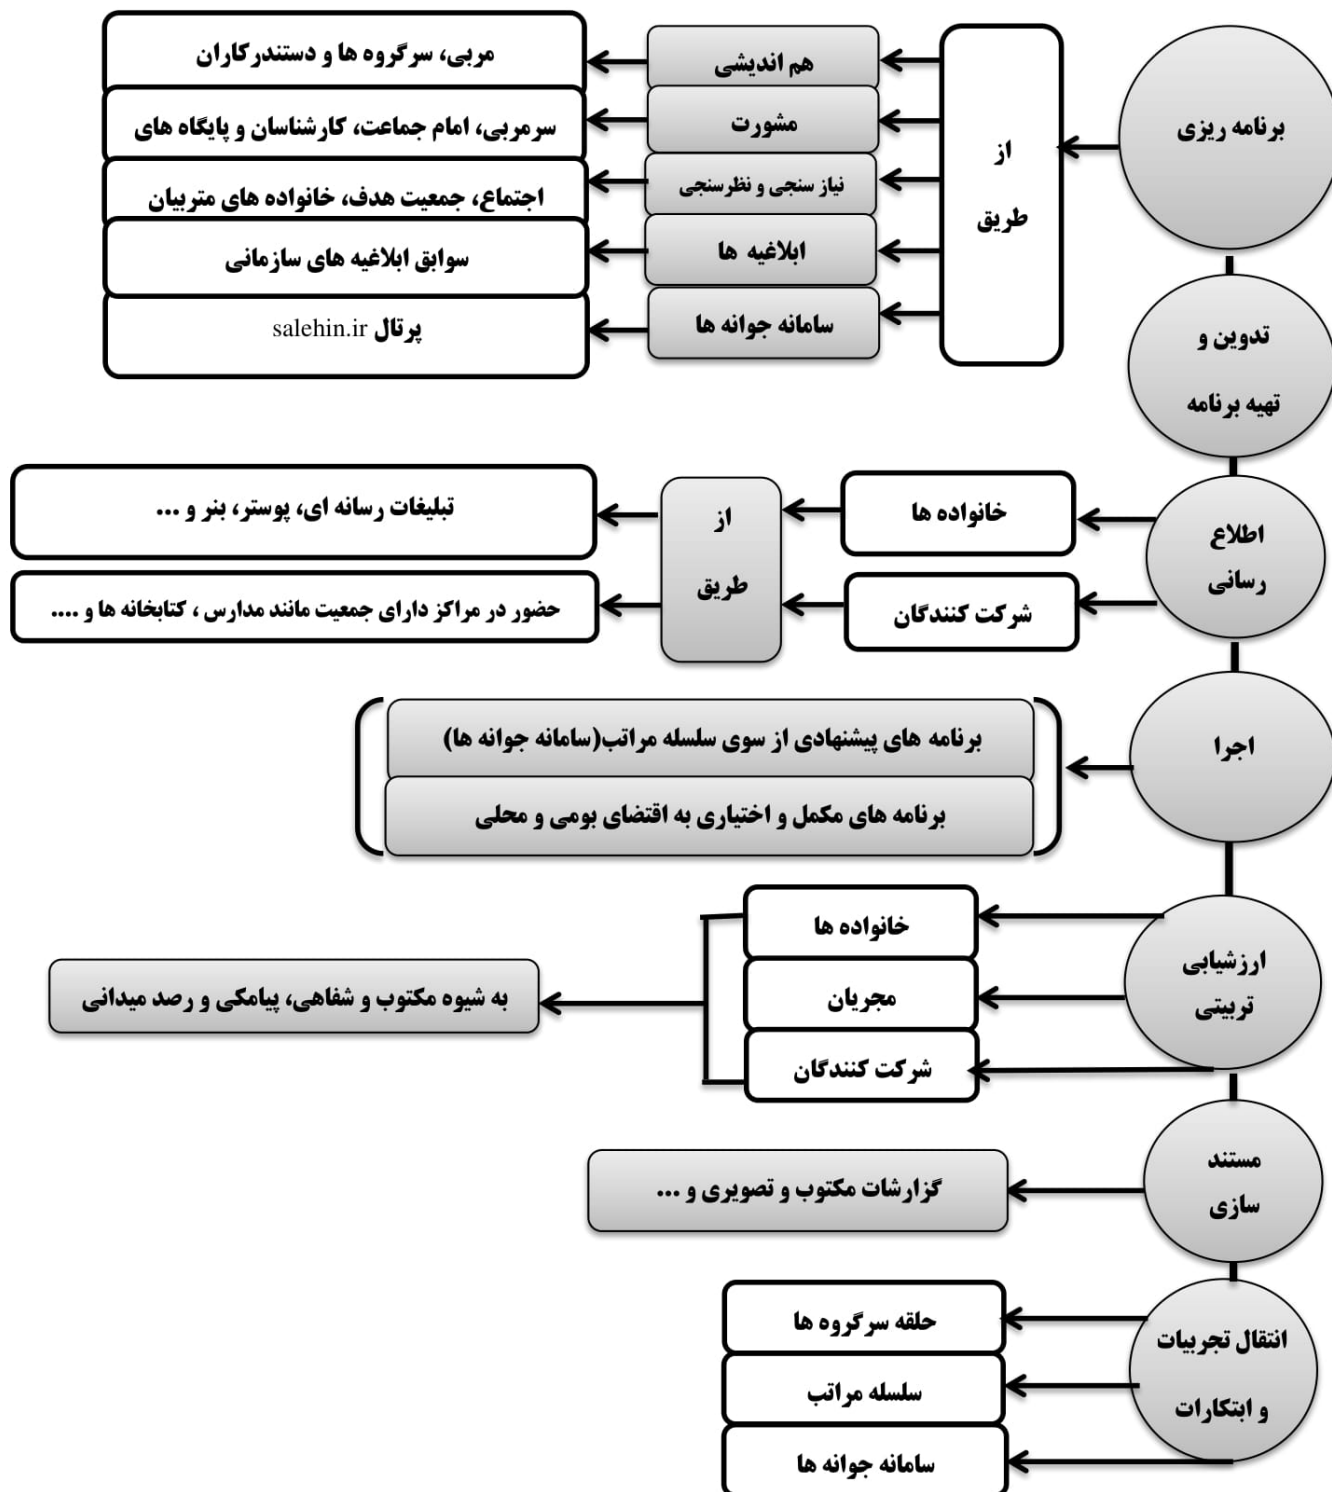 برنامه ریزی
از
طریق
هم اندیشی
مربی، سرگروه ها و دستندرکاران
مشورت
سرمربی، امام جماعت، کارشناسان و پایگاه های
نیاز سنجی و نظرسنجی
اجتماع، جمعیت هدف، خانواده های متربیان
ابلاغیه ها
سوابق ابلاغیه های سازمانی
سامانه جوانه ها
پرتال salehin.ir
تدوین و
تهیه برنامه
اطلاع
رسانی
خانواده ها
شرکت کنندگان
از
طریق
تبلیغات رسانه ای، پوستر، بنر و ...
حضور در مراکز دارای جمعیت مانند مدارس ، کتابخانه ها و ....
اجرا
برنامه های پیشنهادی از سوی سلسله مراتب(سامانه جوانه ها)
برنامه های مکمل و اختیاری به اقتضای بومی و محلی
ارزشیابی
تربیتی
خانواده ها
مجریان
شرکت کنندگان
به شیوه مکتوب و شفاهی، پیامکی و رصد میدانی
مستند
سازی
گزارشات مکتوب و تصویری و ...
انتقال تجربیات
و ابتکارات
حلقه سرگروه ها
سلسله مراتب
سامانه جوانه ها